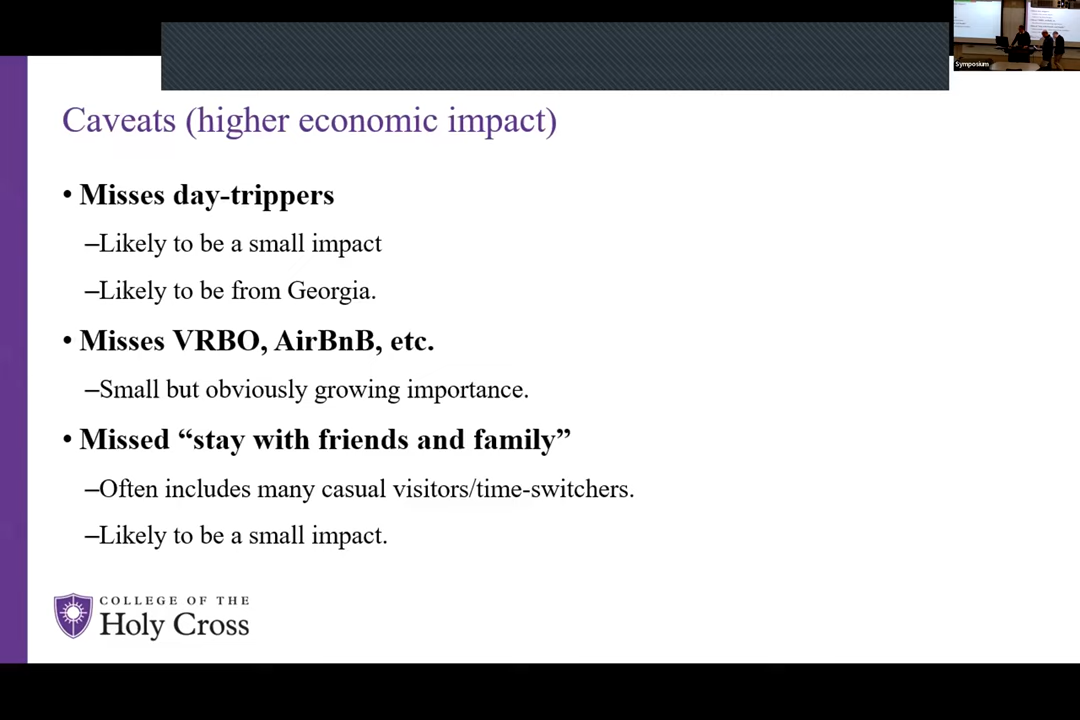 Symposium
Caveats (higher economic impact)
• Misses day-trippers
–Likely to be a small impact
–Likely to be from Georgia.
• Misses VRBO, AirBnB, etc.
–Small but obviously growing importance.
• Missed “stay with friends and family”
–Often includes many casual visitors/time-switchers.
–Likely to be a small impact.
COLLEGE OF THE
Holy Cross